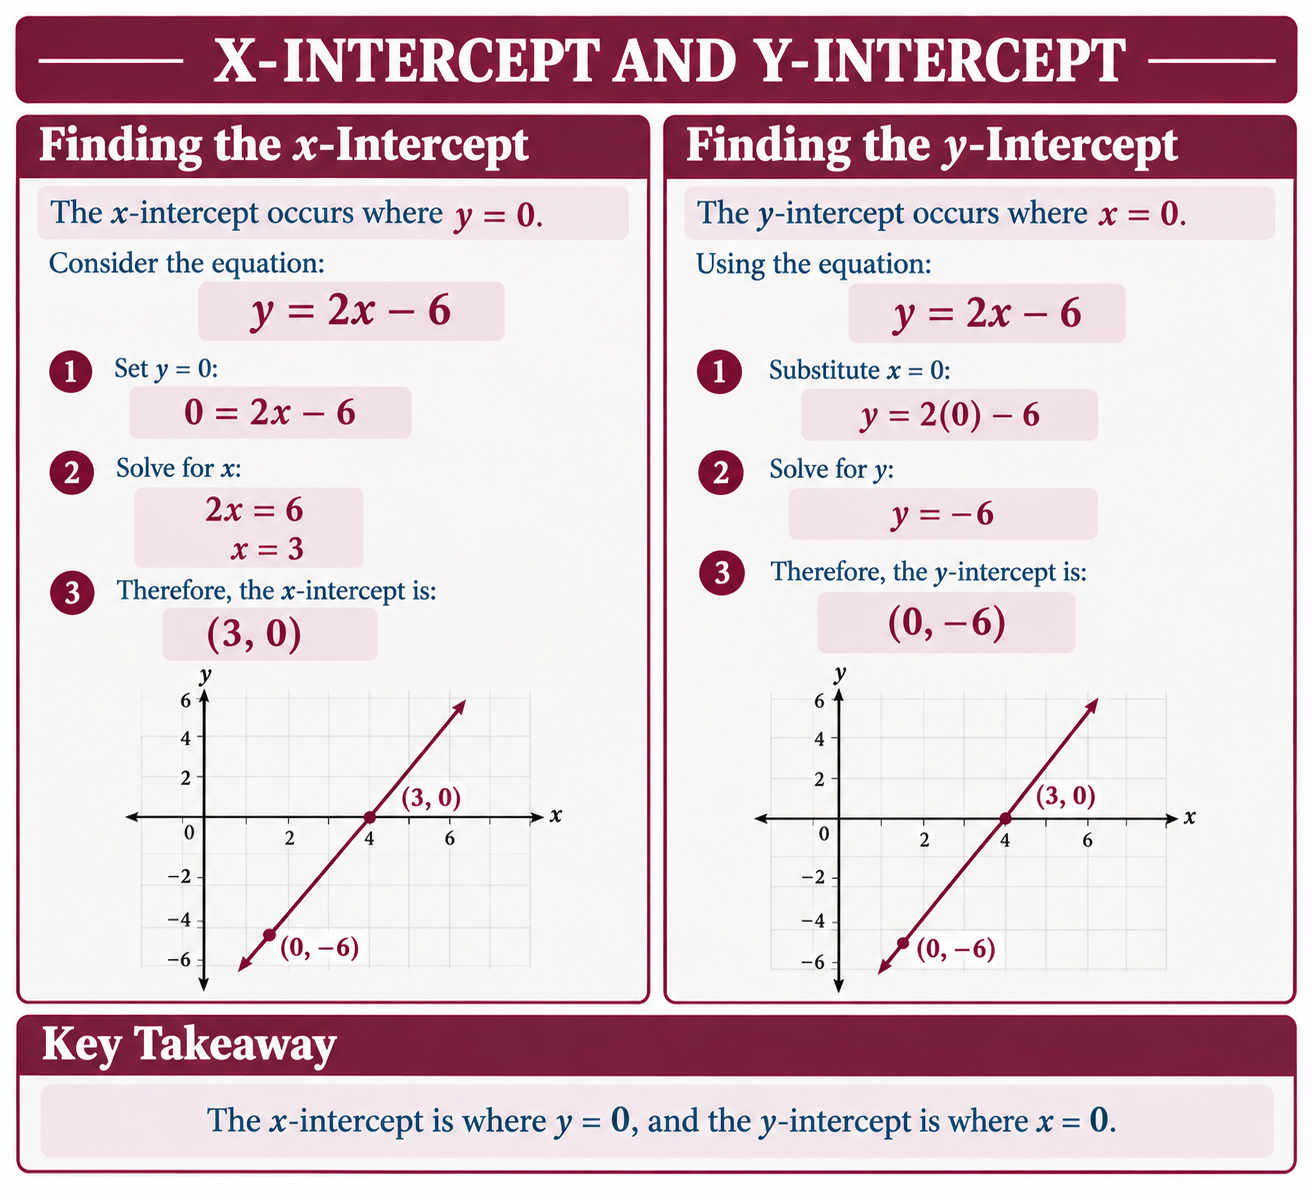 X-INTERCEPT AND Y-INTERCEPT
Finding the x-Intercept
The x-intercept occurs where y = 0.
Consider the equation:
y = 2x − 6
1 Set y = 0:
0 = 2x − 6
2 Solve for x:
2x = 6
x = 3
3 Therefore, the x-intercept is:
(3, 0)
y
6
4
2
(3, 0)
x
0 2 4 6
−2
−4
(0, −6)
−6
Finding the y-Intercept
The y-intercept occurs where x = 0.
Using the equation:
y = 2x − 6
1 Substitute x = 0:
y = 2(0) − 6
2 Solve for y:
y = −6
3 Therefore, the y-intercept is:
(0, −6)
y
6
4
2
(3, 0)
x
0 2 4 6
−2
−4
(0, −6)
−6
Key Takeaway
The x-intercept is where y = 0, and the y-intercept is where x = 0.